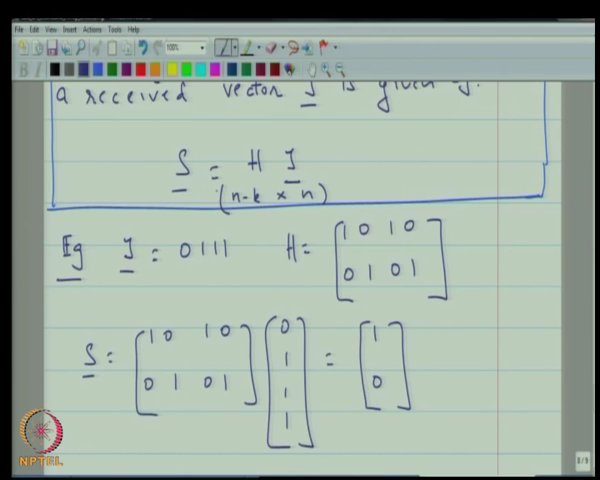 File Edit View Insert Actions Tools Help
100%
B I
a received vector y is given by.
S = H y
(n-k × n)
Eg y = 0111 H = [1 0 1 0
0 1 0 1]
S = [1 0 1 0
0 1 0 1] [0
1
1
1] = [1
0]
NPTEL